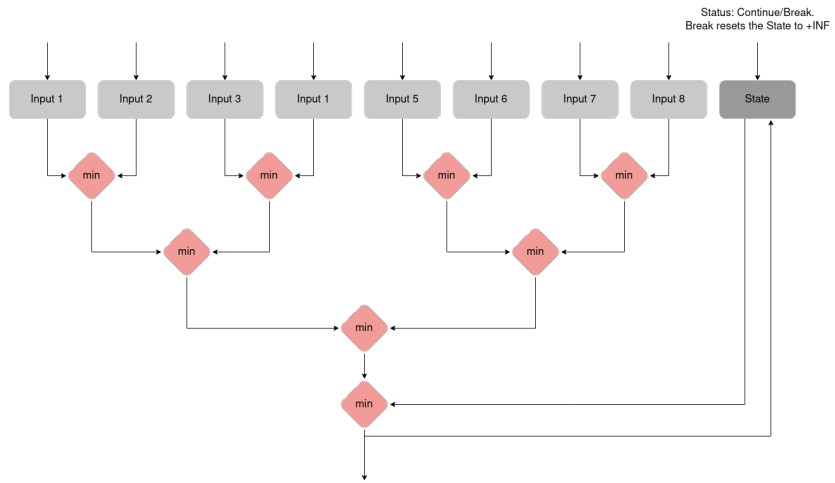 Status: Continue/Break.
Break resets the State to +INF
Input 1
Input 2
Input 3
Input 1
Input 5
Input 6
Input 7
Input 8
State
min
min
min
min
min
min
min
min